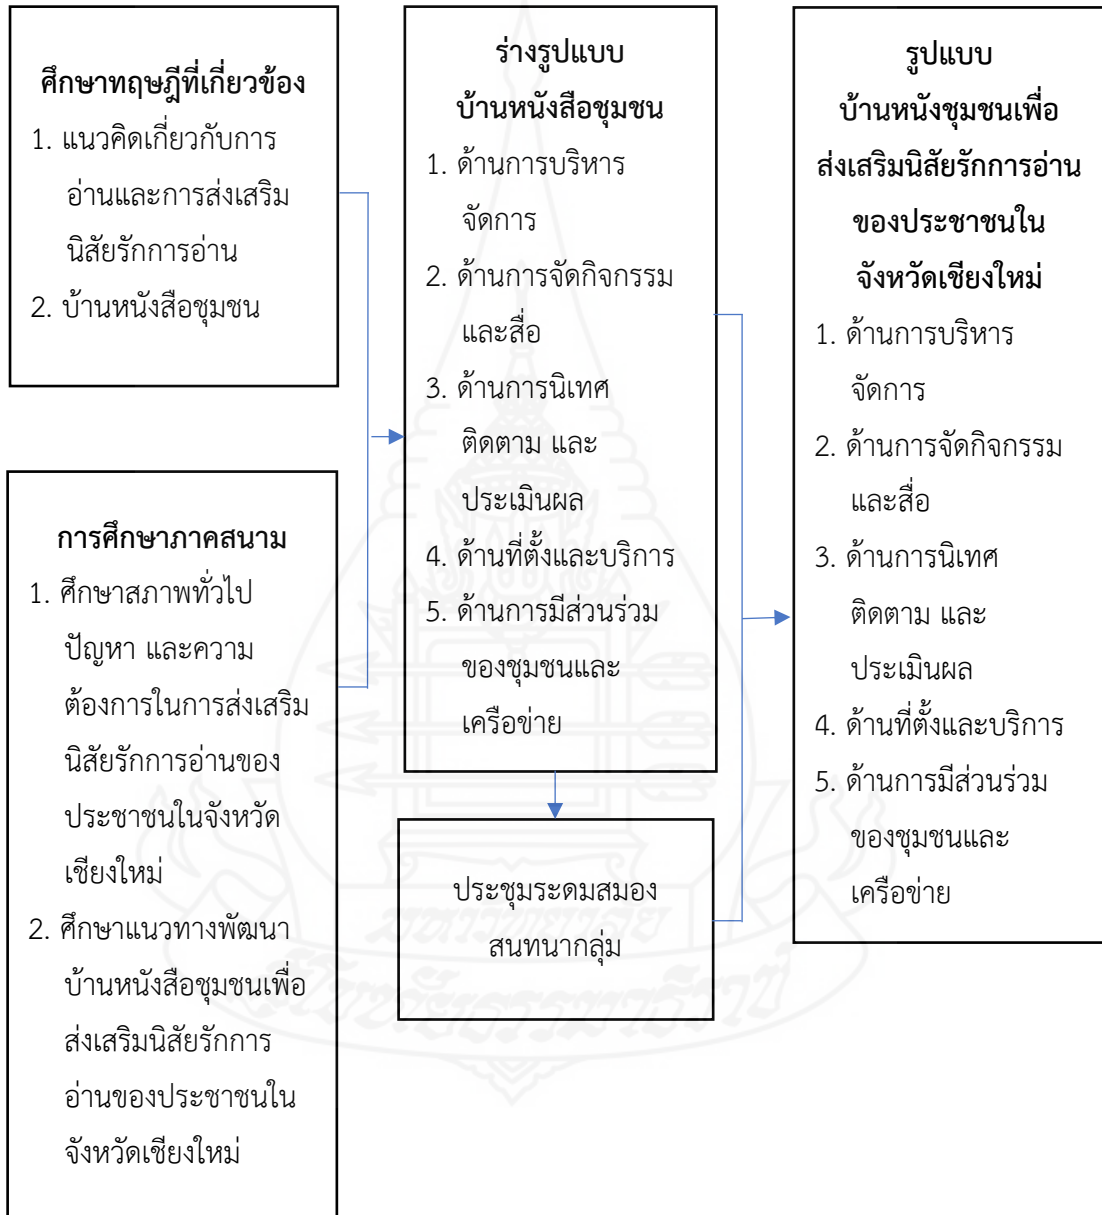 ศึกษาทฤษฎีที่เกี่ยวข้อง
1. แนวคิดเกี่ยวกับการ
อ่านและการส่งเสริม
นิสัยรักการอ่าน
2. บ้านหนังสือชุมชน
การศึกษาภาคสนาม
1. ศึกษาสภาพทั่วไป
ปัญหา และความ
ต้องการในการส่งเสริม
นิสัยรักการอ่านของ
ประชาชนในจังหวัด
เชียงใหม่
2. ศึกษาแนวทางพัฒนา
บ้านหนังสือชุมชนเพื่อ
ส่งเสริมนิสัยรักการ
อ่านของประชาชนใน
จังหวัดเชียงใหม่
ร่างรูปแบบ
บ้านหนังสือชุมชน
1. ด้านการบริหาร
จัดการ
2. ด้านการจัดกิจกรรม
และสื่อ
3. ด้านการนิเทศ
ติดตาม และ
ประเมินผล
4. ด้านที่ตั้งและบริการ
5. ด้านการมีส่วนร่วม
ของชุมชนและ
เครือข่าย
ประชุมระดมสมอง
สนทนากลุ่ม
รูปแบบ
บ้านหนังชุมชนเพื่อ
ส่งเสริมนิสัยรักการอ่าน
ของประชาชนใน
จังหวัดเชียงใหม่
1. ด้านการบริหาร
จัดการ
2. ด้านการจัดกิจกรรม
และสื่อ
3. ด้านการนิเทศ
ติดตาม และ
ประเมินผล
4. ด้านที่ตั้งและบริการ
5. ด้านการมีส่วนร่วม
ของชุมชนและ
เครือข่าย
มหาวิทยาลัย
สุโขทัยธรรมาธิราช